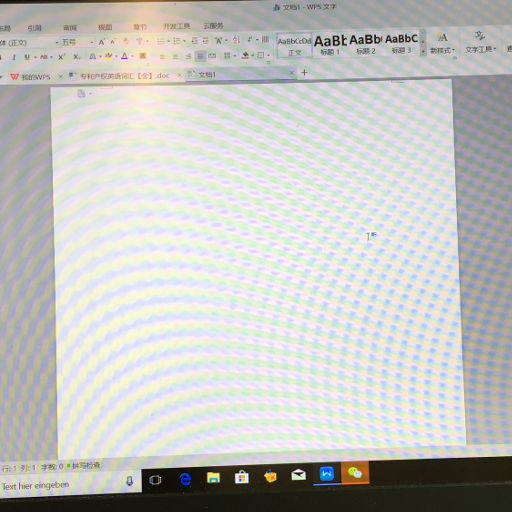 文档1 - WPS 文字
引用 审阅 视图 章节 开发工具 云服务
体 (正文) 五号
AaBbCcDd AaBb AaBb AaBbC
正文 标题 1 标题 2 标题 3 新样式 文字工具
我的WPS 专利产权英语词汇【全】.doc 文档1
行: 1 列: 1 字数: 0 拼写检查
Text hier eingeben